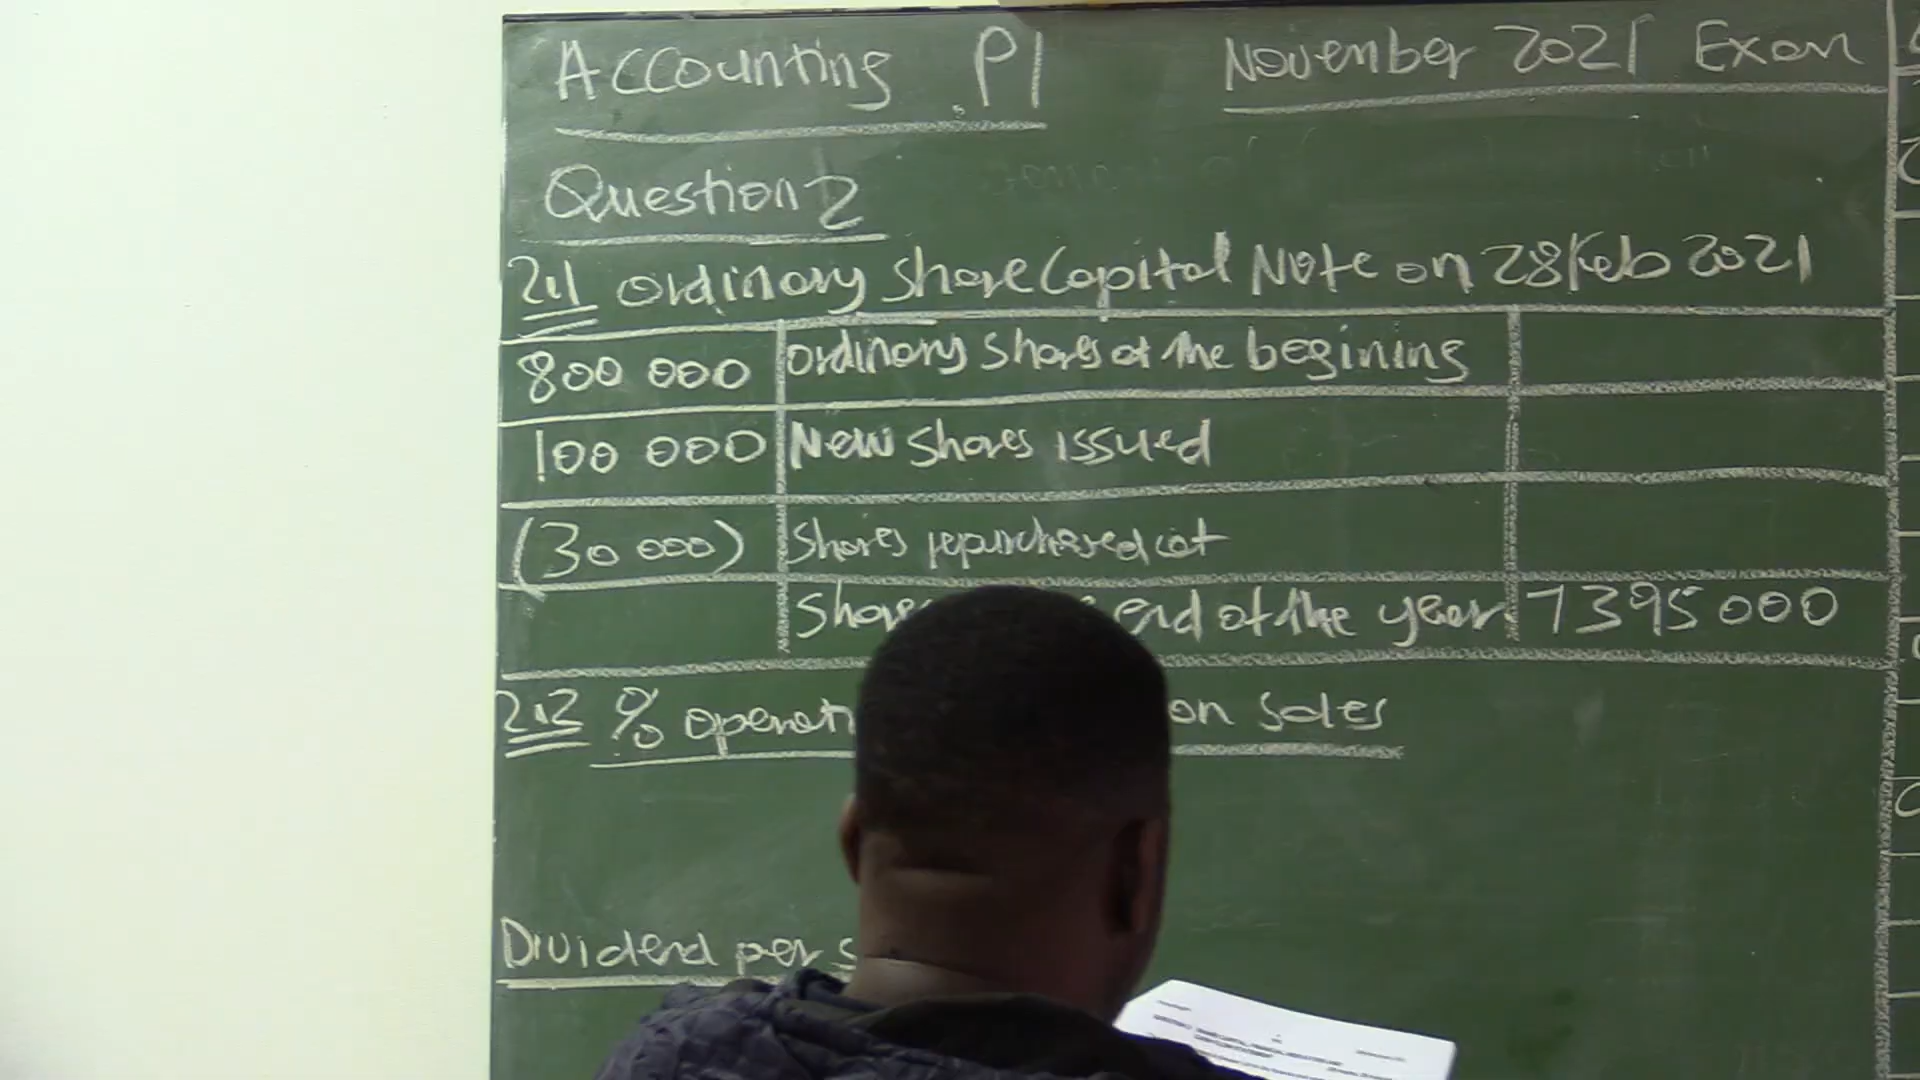 Accounting P1 November 2021 Exam
Question 2
2.1 Ordinary Share Capital Note on 28 Feb 2021
800 000 Ordinary Shares at the begining
100 000 New Shares issued
(30 000) Shares repurchased at
end of the year 7 395 000
2.2 % on Sales
Dividend per